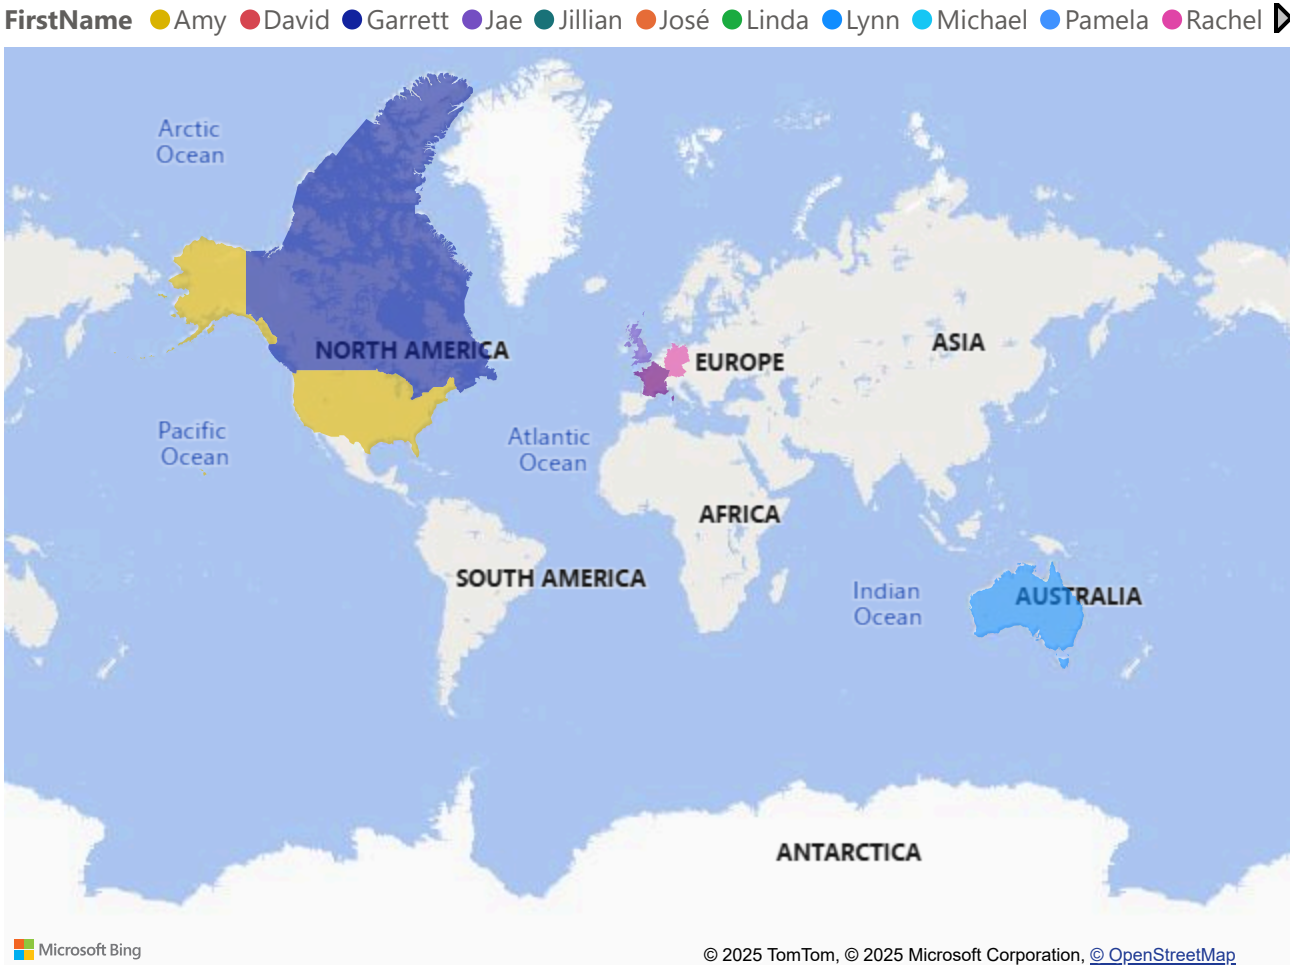 FirstName Amy David Garrett Jae Jillian José Linda Lynn Michael Pamela Rachel
Arctic
Ocean
NORTH AMERICA
EUROPE
ASIA
Pacific
Ocean
Atlantic
Ocean
AFRICA
SOUTH AMERICA
Indian
Ocean
AUSTRALIA
ANTARCTICA
Microsoft Bing
© 2025 TomTom, © 2025 Microsoft Corporation, © OpenStreetMap